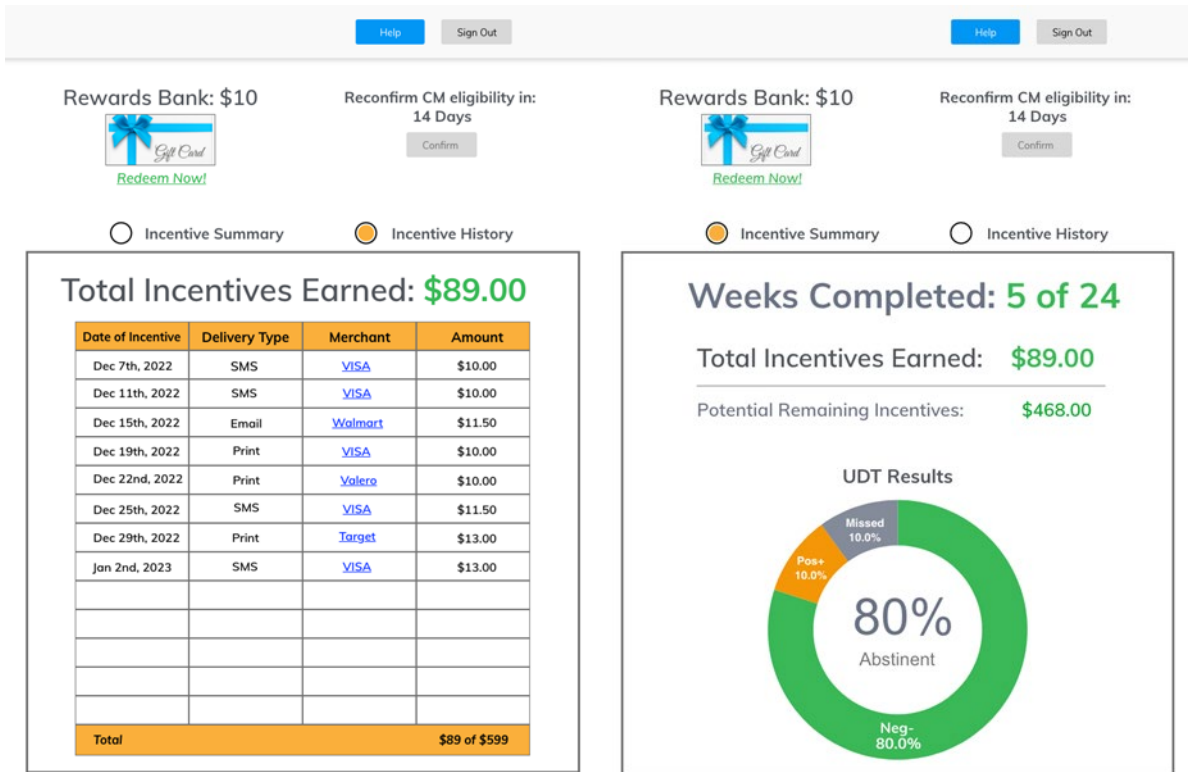 Help Sign Out
Rewards Bank: $10
Gift Card
Redeem Now!
Reconfirm CM eligibility in:
14 Days
Confirm
Incentive Summary Incentive History
Total Incentives Earned: $89.00
Date of Incentive Delivery Type Merchant Amount
Dec 7th, 2022 SMS VISA $10.00
Dec 11th, 2022 SMS VISA $10.00
Dec 15th, 2022 Email Walmart $11.50
Dec 19th, 2022 Print VISA $10.00
Dec 22nd, 2022 Print Valero $10.00
Dec 25th, 2022 SMS VISA $11.50
Dec 29th, 2022 Print Target $13.00
Jan 2nd, 2023 SMS VISA $13.00
Total $89 of $599
Help Sign Out
Rewards Bank: $10
Gift Card
Redeem Now!
Reconfirm CM eligibility in:
14 Days
Confirm
Incentive Summary Incentive History
Weeks Completed: 5 of 24
Total Incentives Earned: $89.00
Potential Remaining Incentives: $468.00
UDT Results
Missed
10.0%
Pos+
10.0%
80%
Abstinent
Neg-
80.0%